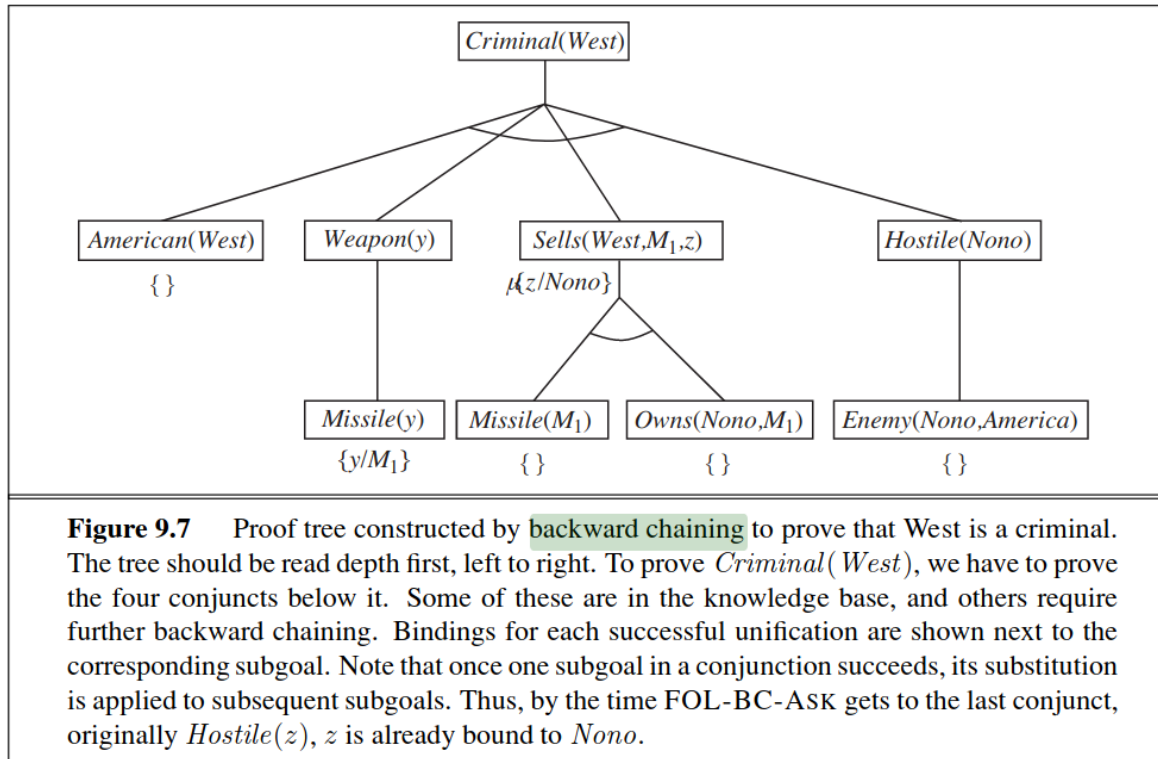 Criminal(West)
American(West) Weapon(y) Sells(West,M₁,z) Hostile(Nono)
{ } {z/Nono}
Missile(y) Missile(M₁) Owns(Nono,M₁) Enemy(Nono,America)
{y/M₁} { } { } { }
Figure 9.7 Proof tree constructed by backward chaining to prove that West is a criminal.
The tree should be read depth first, left to right. To prove Criminal(West), we have to prove
the four conjuncts below it. Some of these are in the knowledge base, and others require
further backward chaining. Bindings for each successful unification are shown next to the
corresponding subgoal. Note that once one subgoal in a conjunction succeeds, its substitution
is applied to subsequent subgoals. Thus, by the time FOL-BC-ASK gets to the last conjunct,
originally Hostile(z), z is already bound to Nono.